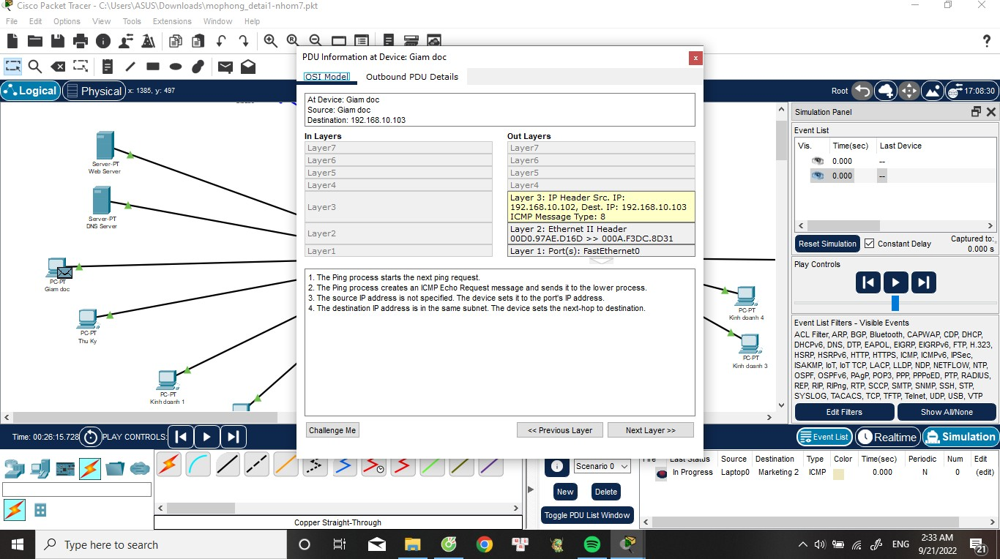 Cisco Packet Tracer - C:\Users\ASUS\Downloads\mophong_detai1-nhom7.pkt
File Edit Options View Tools Extensions Window Help
PDU Information at Device: Giam doc
x
OSI Model Outbound PDU Details
Logical Physical x: 1385, y: 497
Root 17:08:30
At Device: Giam doc
Source: Giam doc
Destination: 192.168.10.103
In Layers Out Layers
Layer7 Layer7
Layer6 Layer6
Layer5 Layer5
Layer4 Layer4
Layer3
Layer 3: IP Header Src. IP:
192.168.10.102, Dest. IP: 192.168.10.103
ICMP Message Type: 8
Layer2
Layer 2: Ethernet II Header
00D0.97AE.D16D >> 000A.F3DC.8D31
Layer1 Layer 1: Port(s): FastEthernet0
1. The Ping process starts the next ping request.
2. The Ping process creates an ICMP Echo Request message and sends it to the lower process.
3. The source IP address is not specified. The device sets it to the port's IP address.
4. The destination IP address is in the same subnet. The device sets the next-hop to destination.
Challenge Me << Previous Layer Next Layer >>
Server-PT
Web Server
Server-PT
DNS Server
PC-PT
Giam doc
PC-PT
Thu Ky
PC-PT
Kinh doanh 1
PC-PT
Kinh doanh 4
PC-PT
Kinh doanh 3
Simulation Panel
Event List
Vis. Time(sec) Last Device
0.000 --
0.000 --
Reset Simulation Constant Delay Captured to:
0.000 s
Play Controls
Event List Filters - Visible Events
ACL Filter, ARP, BGP, Bluetooth, CAPWAP, CDP, DHCP,
DHCPv6, DNS, DTP, EAPOL, EIGRP, EIGRPv6, FTP, H.323,
HSRP, HSRPv6, HTTP, HTTPS, ICMP, ICMPv6, IPSec,
ISAKMP, IoT, IoT TCP, LACP, LLDP, NDP, NETFLOW, NTP,
OSPF, OSPFv6, PAgP, POP3, PPP, PPPoED, PTP, RADIUS,
REP, RIP, RIPng, RTP, SCCP, SMTP, SNMP, SSH, STP,
SYSLOG, TACACS, TCP, TFTP, Telnet, UDP, USB, VTP
Edit Filters Show All/None
Time: 00:26:15.728 PLAY CONTROLS:
Event List Realtime Simulation
Copper Straight-Through
Scenario 0
New Delete
Toggle PDU List Window
Fire Last Status Source Destination Type Color Time(sec) Periodic Num Edit
In Progress Laptop0 Marketing 2 ICMP 0.000 N 0 (edit)
Type here to search
ENG
2:33 AM
9/21/2022
21